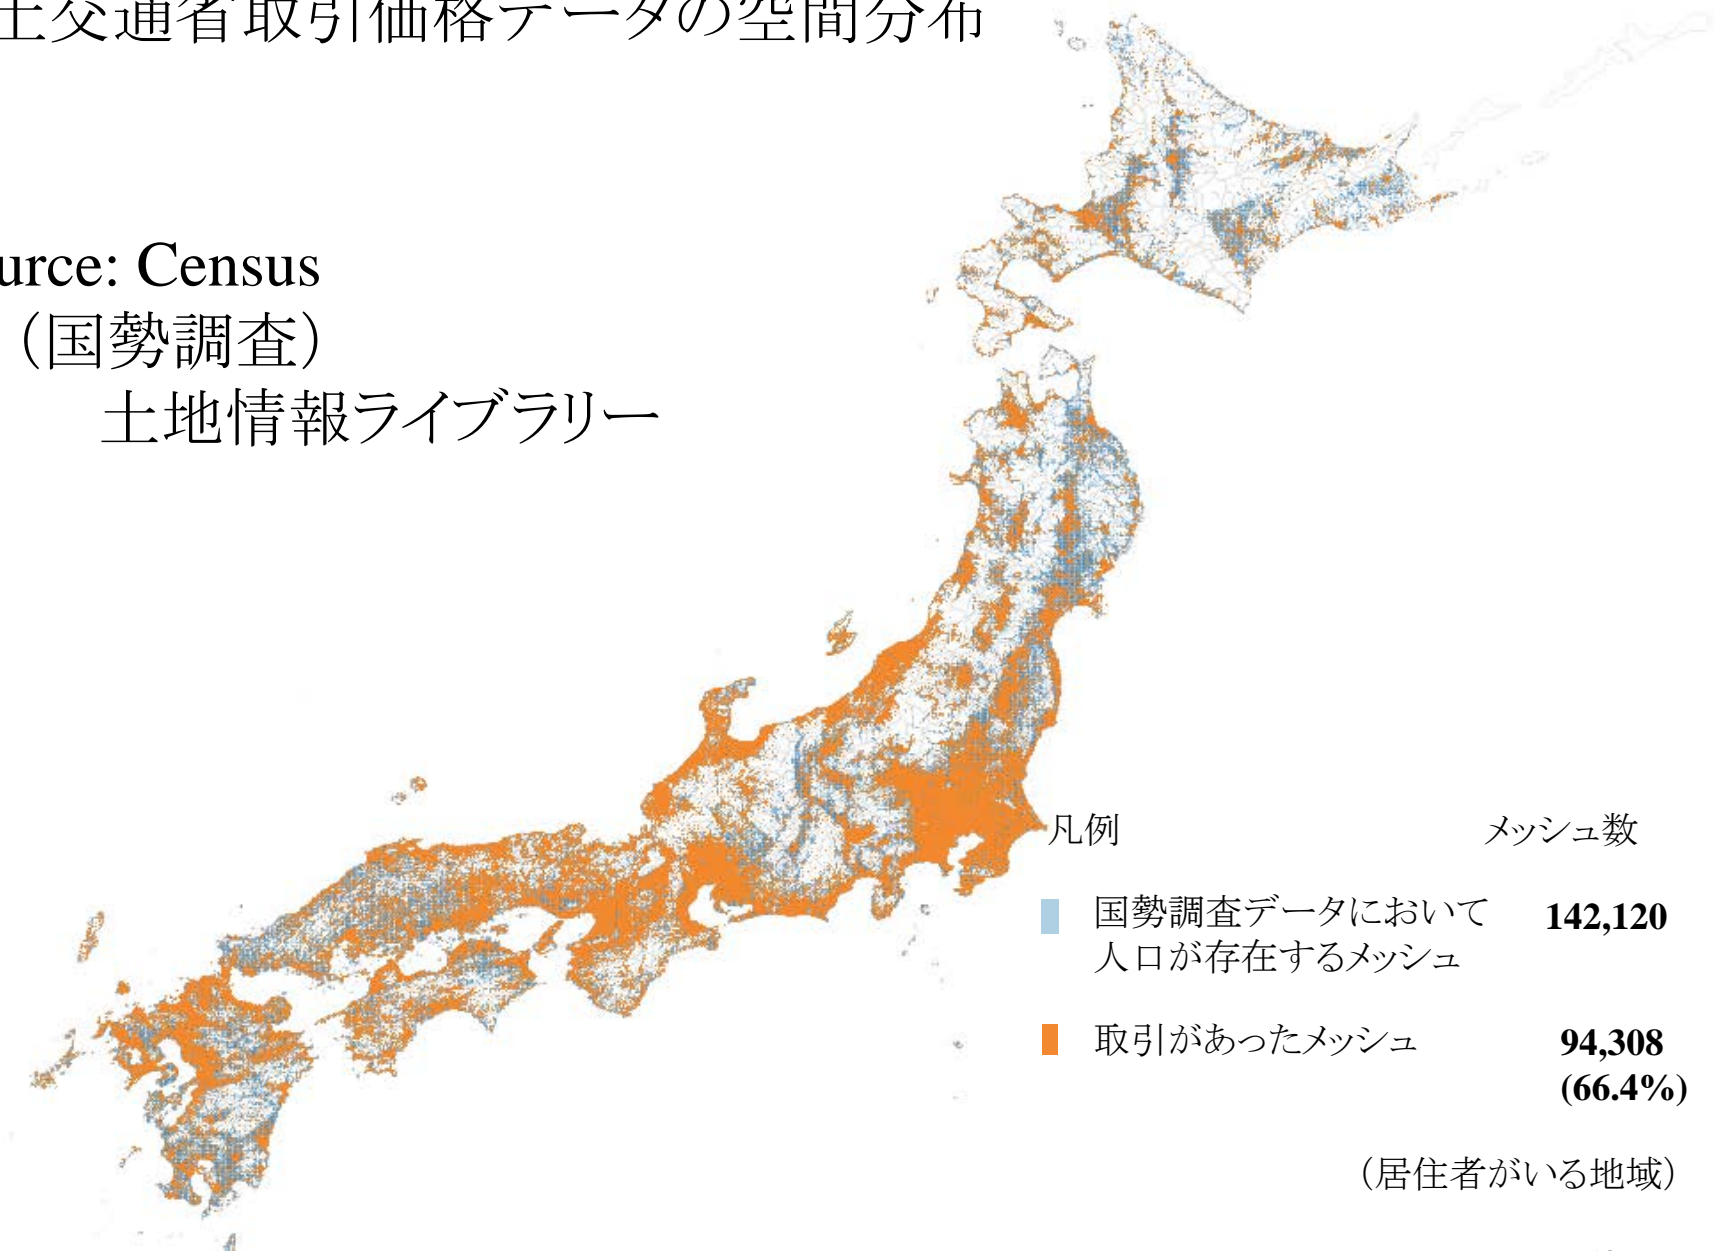 土交通省取引価格データの空間分布
urce: Census
（国勢調査）
土地情報ライブラリー
凡例 メッシュ数
国勢調査データにおいて 142,120
人口が存在するメッシュ
取引があったメッシュ 94,308
(66.4%)
（居住者がいる地域）